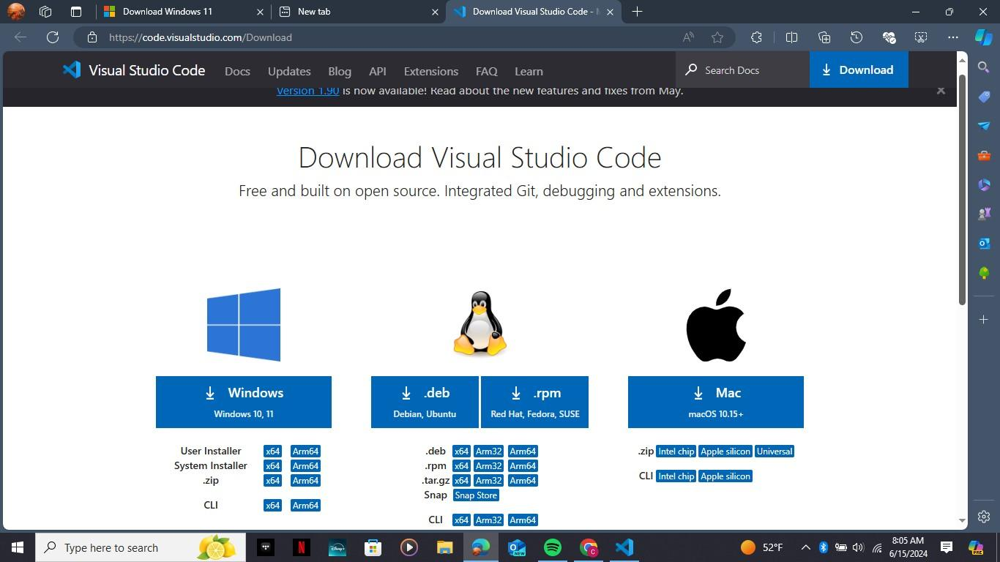 Download Windows 11
New tab
Download Visual Studio Code -
https://code.visualstudio.com/Download
Visual Studio Code
Docs
Updates
Blog
API
Extensions
FAQ
Learn
Search Docs
Download
Version 1.90 is now available! Read about the new features and fixes from May.
Download Visual Studio Code
Free and built on open source. Integrated Git, debugging and extensions.
Windows
Windows 10, 11
.deb
Debian, Ubuntu
.rpm
Red Hat, Fedora, SUSE
Mac
macOS 10.15+
User Installer x64 Arm64
System Installer x64 Arm64
.zip x64 Arm64
CLI x64 Arm64
.deb x64 Arm32 Arm64
.rpm x64 Arm32 Arm64
.tar.gz x64 Arm32 Arm64
Snap Snap Store
CLI x64 Arm32 Arm64
.zip Intel chip Apple silicon Universal
CLI Intel chip Apple silicon
Type here to search
Disney+
NEW
52°F
8:05 AM
6/15/2024
PRE